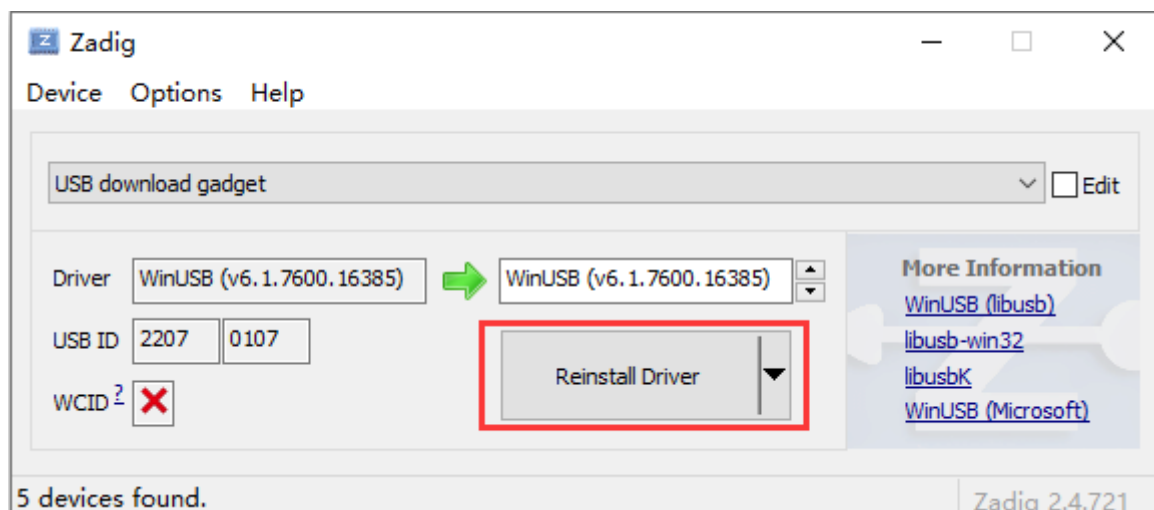 Zadig
Device Options Help
USB download gadget
Edit
Driver WinUSB (v6.1.7600.16385) WinUSB (v6.1.7600.16385)
USB ID 2207 0107
WCID ?
Reinstall Driver
More Information
WinUSB (libusb)
libusb-win32
libusbK
WinUSB (Microsoft)
5 devices found.
Zadig 2.4.721